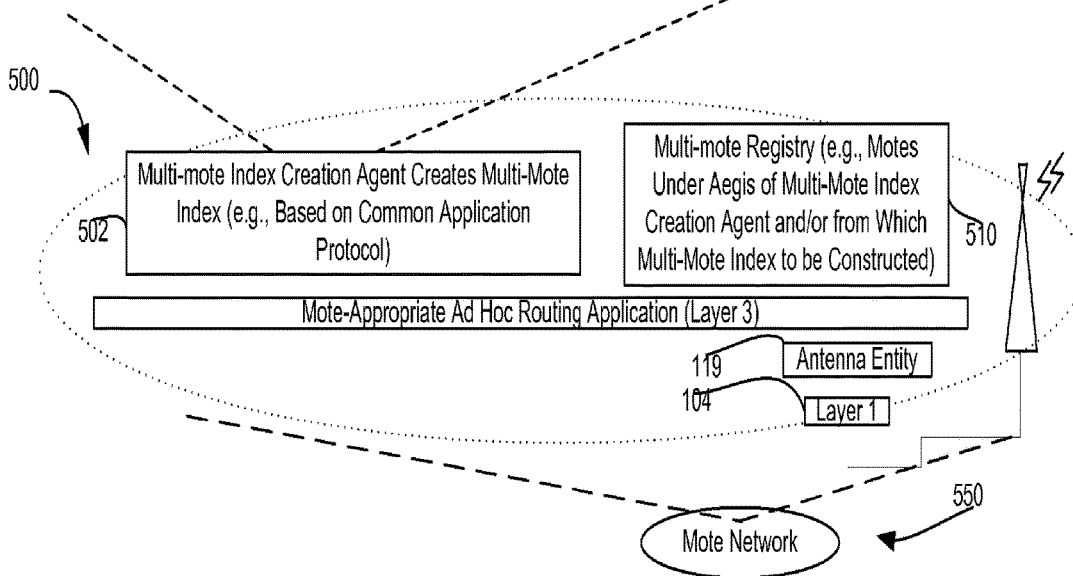 500
Multi-mote Index Creation Agent Creates Multi-Mote
Index (e.g., Based on Common Application
Protocol)
502
Multi-mote Registry (e.g., Motes
Under Aegis of Multi-Mote Index
Creation Agent and/or from Which
Multi-Mote Index to be Constructed)
510
Mote-Appropriate Ad Hoc Routing Application (Layer 3)
119
Antenna Entity
104
Layer 1
550
Mote Network